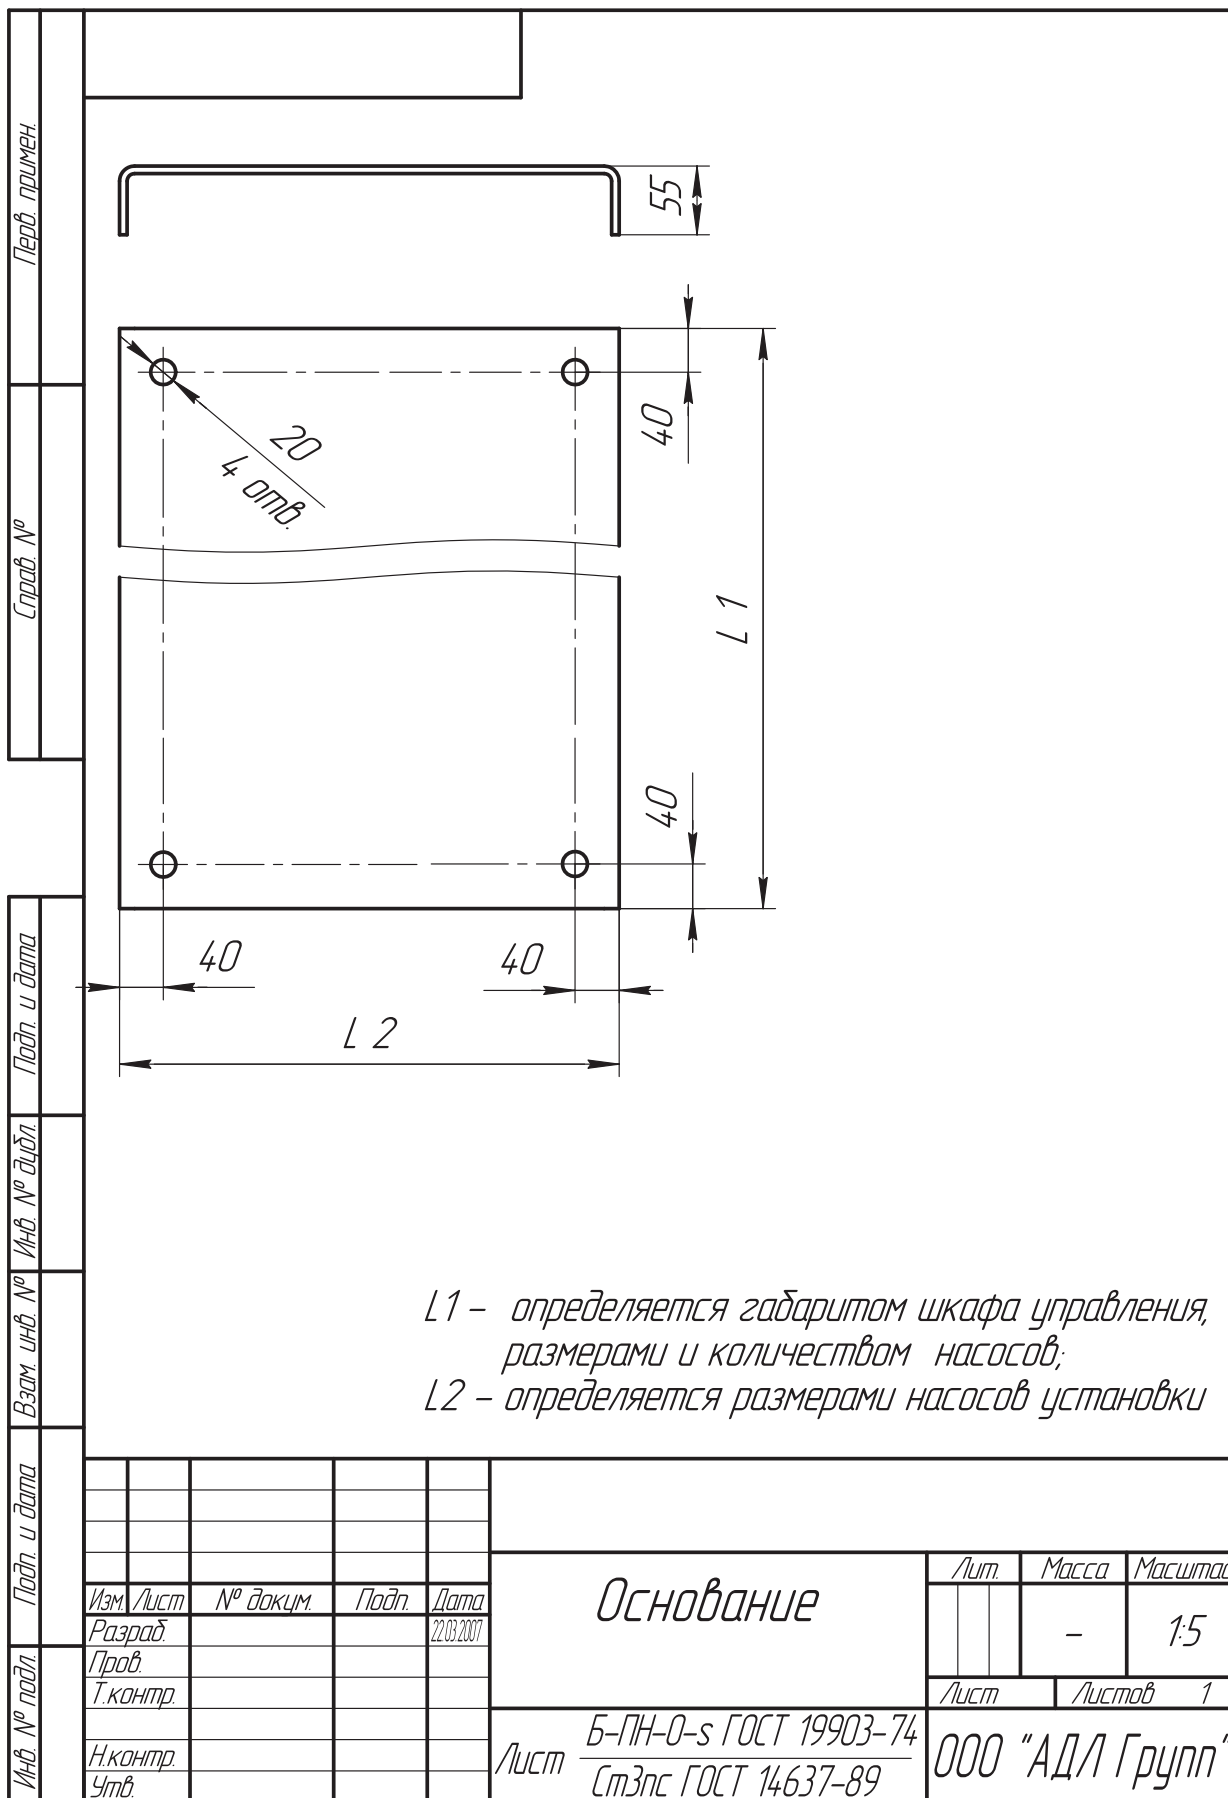 Перв. примен.
Справ. №
Подп. и дата
Инв. № дубл.
Взам. инв. №
Подп. и дата
Инв. № подл.
55
40
20
4 отв.
L 1
40
40
40
L 2
L1 – определяется габаритом шкафа управления,
размерами и количеством насосов;
L2 – определяется размерами насосов установки
Изм. Лист № докум. Подп. Дата
Разраб. 22.03.2007
Пров.
Т.контр.
Н.контр.
Утв.
Основание
Лист Б-ПН-О-s ГОСТ 19903-74
Ст3пс ГОСТ 14637-89
Лит. Масса Масштаб
– 1:5
Лист Листов 1
ООО "АДЛ Групп"